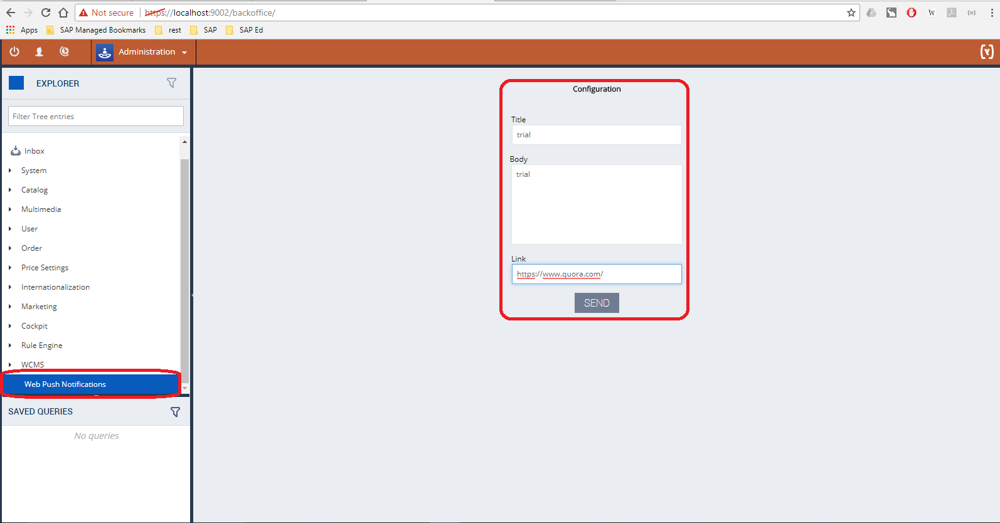 Not secure https://localhost:9002/backoffice/
Apps SAP Managed Bookmarks rest SAP SAP Ed
Administration
EXPLORER
Filter Tree entries
Inbox
System
Catalog
Multimedia
User
Order
Price Settings
Internationalization
Marketing
Cockpit
Rule Engine
WCMS
Web Push Notifications
SAVED QUERIES
No queries
Configuration
Title
trial
Body
trial
Link
https://www.quora.com/
SEND